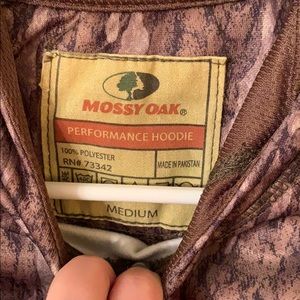 MOSSY OAK®
PERFORMANCE HOODIE
100% POLYESTER
RN# 73342
MADE IN PAKISTAN
MEDIUM